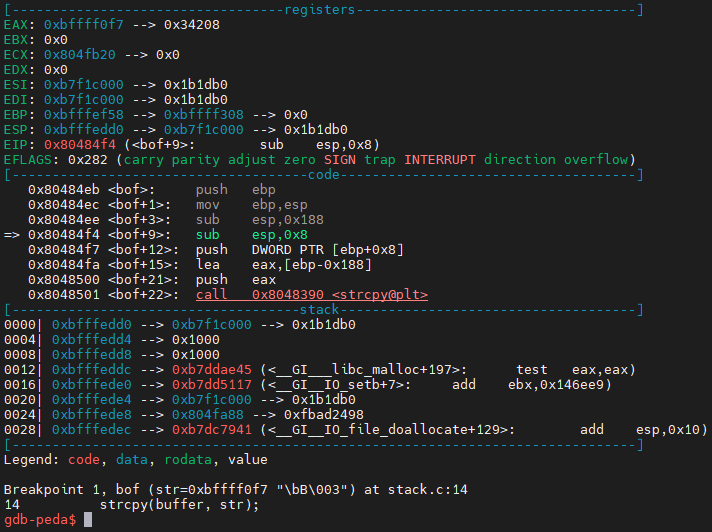 [----------------------------------registers-----------------------------------]
EAX: 0xbffff0f7 --> 0x34208
EBX: 0x0
ECX: 0x804fb20 --> 0x0
EDX: 0x0
ESI: 0xb7f1c000 --> 0x1b1db0
EDI: 0xb7f1c000 --> 0x1b1db0
EBP: 0xbfffef58 --> 0xbffff308 --> 0x0
ESP: 0xbfffedd0 --> 0xb7f1c000 --> 0x1b1db0
EIP: 0x80484f4 (<bof+9>:        sub    esp,0x8)
EFLAGS: 0x282 (carry parity adjust zero SIGN trap INTERRUPT direction overflow)
[-------------------------------------code-------------------------------------]
   0x80484eb <bof>:     push   ebp
   0x80484ec <bof+1>:   mov    ebp,esp
   0x80484ee <bof+3>:   sub    esp,0x188
=> 0x80484f4 <bof+9>:   sub    esp,0x8
   0x80484f7 <bof+12>:  push   DWORD PTR [ebp+0x8]
   0x80484fa <bof+15>:  lea    eax,[ebp-0x188]
   0x8048500 <bof+21>:  push   eax
   0x8048501 <bof+22>:  call   0x8048390 <strcpy@plt>
[------------------------------------stack-------------------------------------]
0000| 0xbfffedd0 --> 0xb7f1c000 --> 0x1b1db0
0004| 0xbfffedd4 --> 0x1000
0008| 0xbfffedd8 --> 0x1000
0012| 0xbfffeddc --> 0xb7ddae45 (<__GI___libc_malloc+197>:      test   eax,eax)
0016| 0xbfffede0 --> 0xb7dd5117 (<__GI__IO_setb+7>:     add    ebx,0x146ee9)
0020| 0xbfffede4 --> 0xb7f1c000 --> 0x1b1db0
0024| 0xbfffede8 --> 0x804fa88 --> 0xfbad2498
0028| 0xbfffedec --> 0xb7dc7941 (<__GI__IO_file_doallocate+129>:        add    esp,0x10)
[------------------------------------------------------------------------------]
Legend: code, data, rodata, value
Breakpoint 1, bof (str=0xbffff0f7 "\bB\003") at stack.c:14
14          strcpy(buffer, str);
gdb-peda$